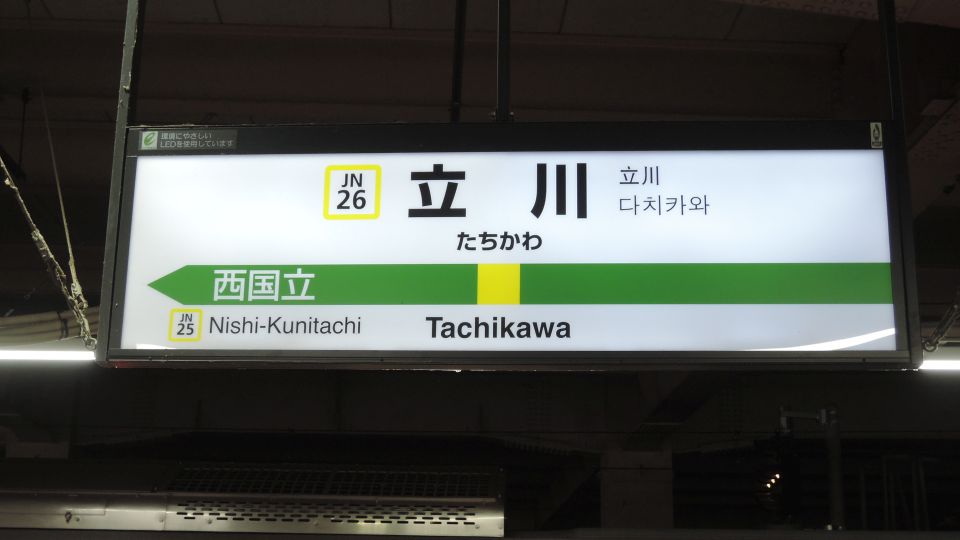 環境にやさしい
LEDを使用しています
JN
26
立川
立川
다치카와
たちかわ
西国立
JN
25
Nishi-Kunitachi
Tachikawa